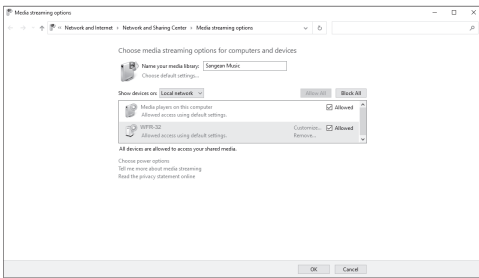 Media streaming options
Network and Internet › Network and Sharing Center › Media streaming options
Choose media streaming options for computers and devices
Name your media library: Sangean Music
Choose default settings...
Show devices on: Local network
Allow All Block All
Media players on this computer
Allowed access using default settings.
Allowed
WFR-32
Allowed access using default settings.
Customize...
Remove...
Allowed
All devices are allowed to access your shared media.
Choose power options
Tell me more about media streaming
Read the privacy statement online
OK Cancel